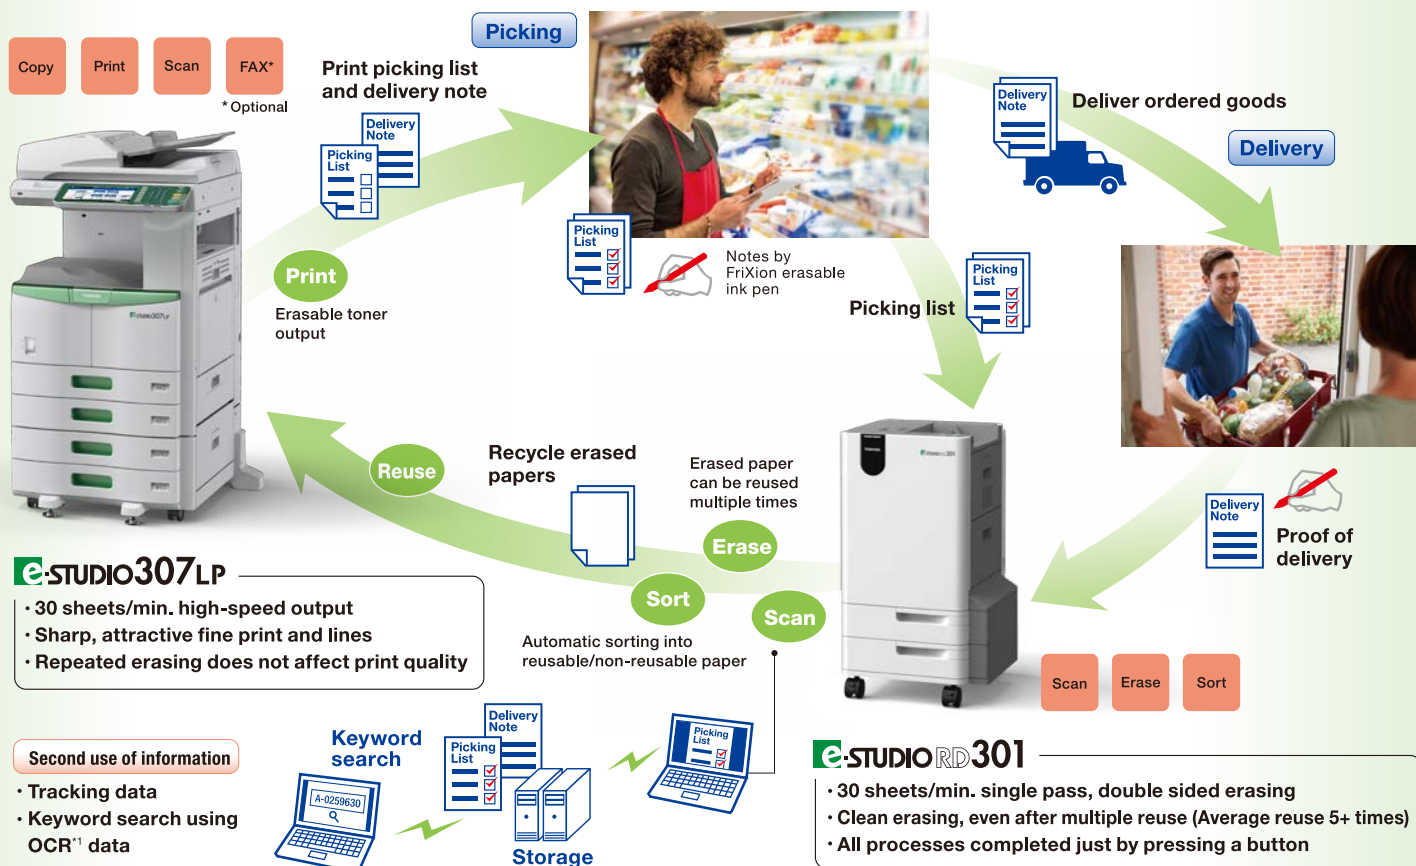 Copy
Print
Scan
FAX*
*Optional
Print picking list
and delivery note
Delivery
Note
Picking
List
Picking
Delivery
Note
Deliver ordered goods
Delivery
Print
Erasable toner
output
Picking
List
Notes by
FriXion erasable
ink pen
Picking list
Picking
List
e-STUDIO307LP
Reuse
Recycle erased
papers
Erased paper
can be reused
multiple times
Erase
Sort
Scan
Automatic sorting into
reusable/non-reusable paper
Delivery
Note
Proof of
delivery
Scan
Erase
Sort
e-STUDIO307LP
· 30 sheets/min. high-speed output
· Sharp, attractive fine print and lines
· Repeated erasing does not affect print quality
Second use of information
· Tracking data
· Keyword search using
OCR*1 data
Keyword
search
A-0259630
Delivery
Note
Picking
List
Storage
Picking
List
e-STUDIO RD301
· 30 sheets/min. single pass, double sided erasing
· Clean erasing, even after multiple reuse (Average reuse 5+ times)
· All processes completed just by pressing a button